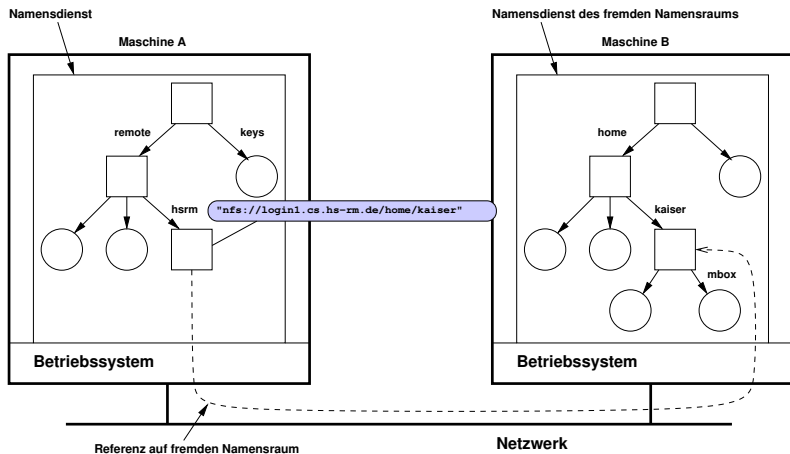 Namensdienst
Namensdienst des fremden Namensraums
Maschine A
Maschine B
remote
keys
home
hsrm
"nfs://login1.cs.hs-rm.de/home/kaiser"
kaiser
mbox
Betriebssystem
Betriebssystem
Referenz auf fremden Namensraum
Netzwerk